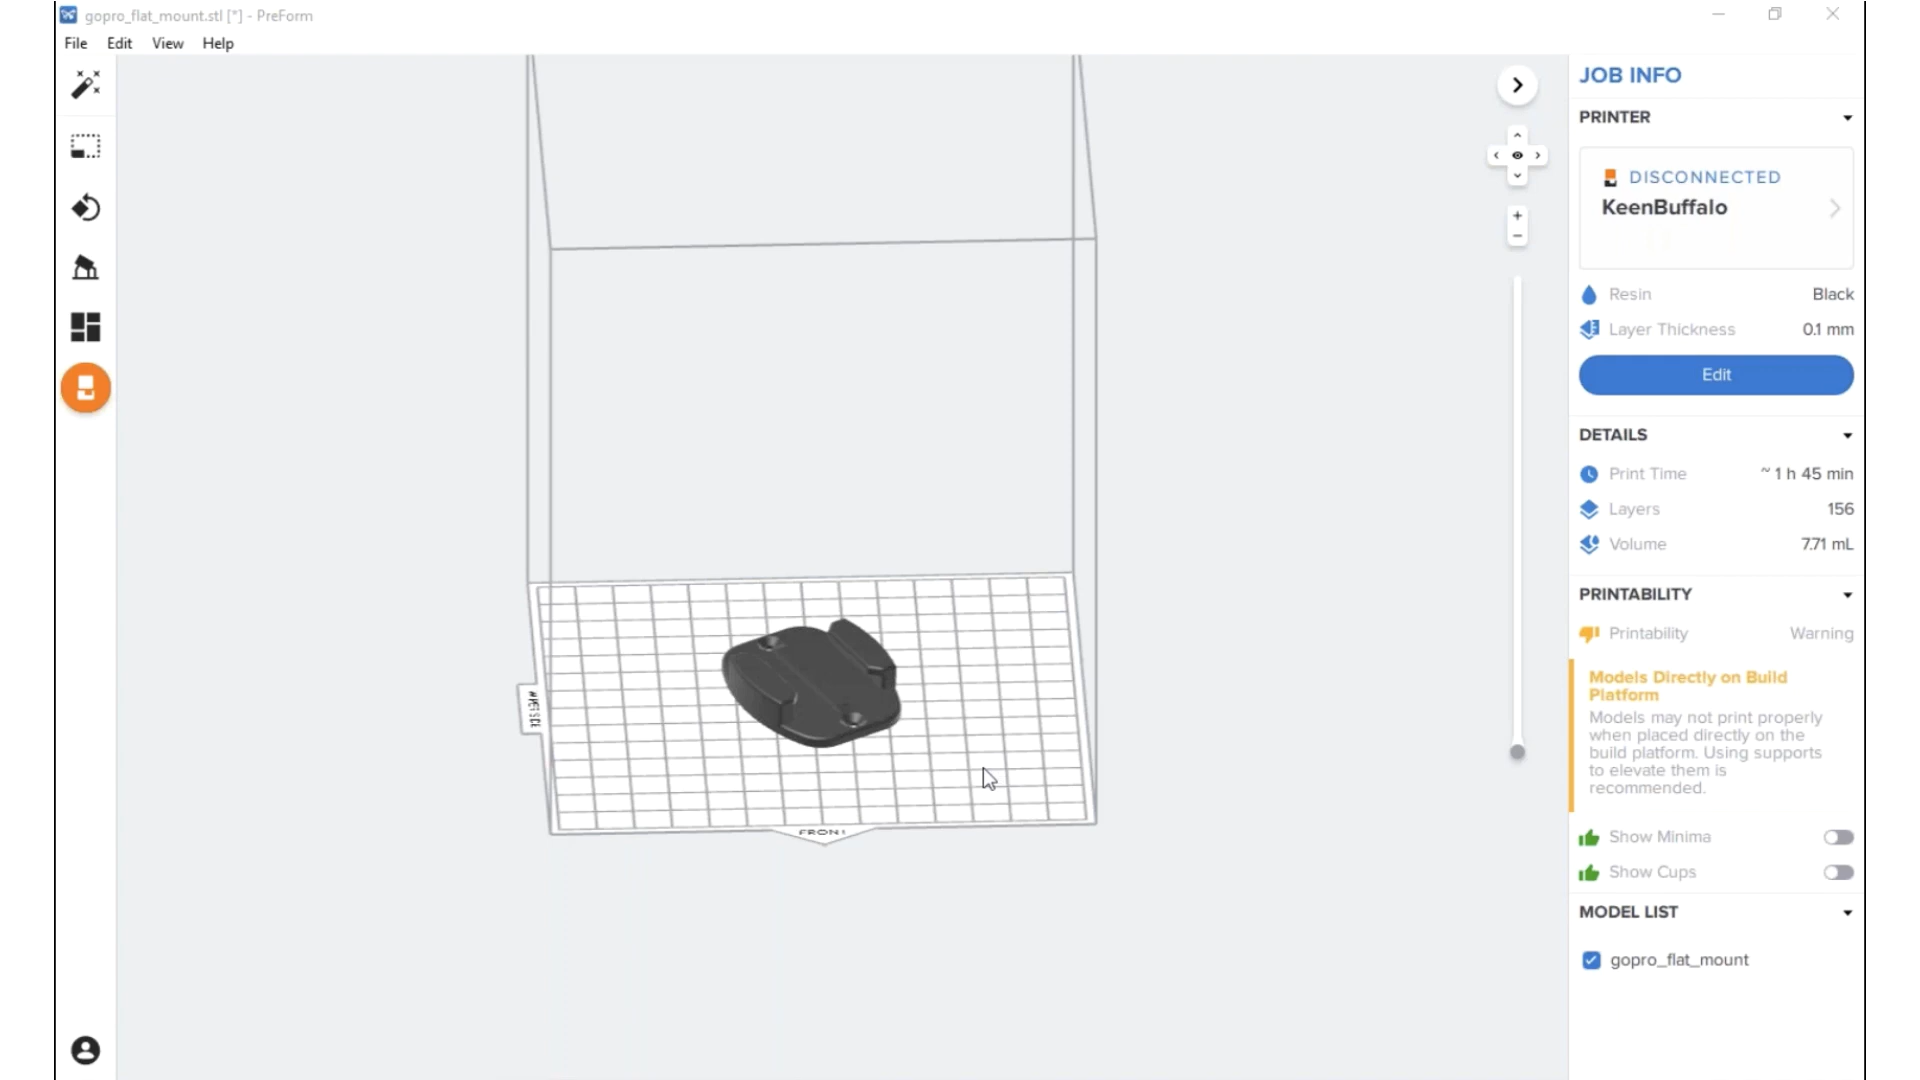 gopro_flat_mount.stl [*] - PreForm
File Edit View Help
JOB INFO
PRINTER
DISCONNECTED
KeenBuffalo
Resin Black
Layer Thickness 0.1 mm
Edit
DETAILS
Print Time ~ 1 h 45 min
Layers 156
Volume 7.71 mL
PRINTABILITY
Printability Warning
Models Directly on Build
Platform
Models may not print properly
when placed directly on the
build platform. Using supports
to elevate them is
recommended.
Show Minima
Show Cups
MODEL LIST
gopro_flat_mount
FRONT